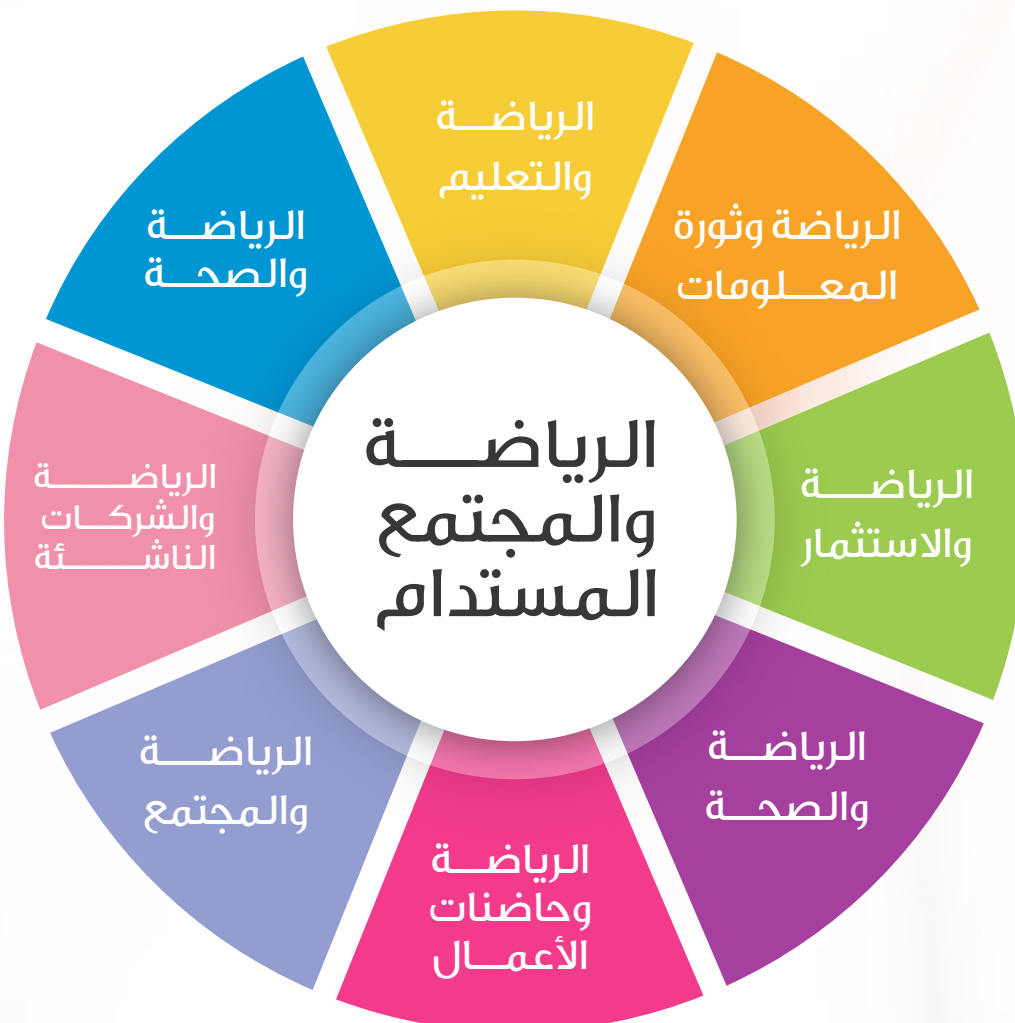 الرياضة
والتعليم
الرياضة وثورة
المعلومات
الرياضة
والاستثمار
الرياضة
والصحة
الرياضة
وحاضنات
الأعمال
الرياضة
والمجتمع
الرياضة
والشركات
الناشئة
الرياضة
والصحة
الرياضة
والمجتمع
المستدام